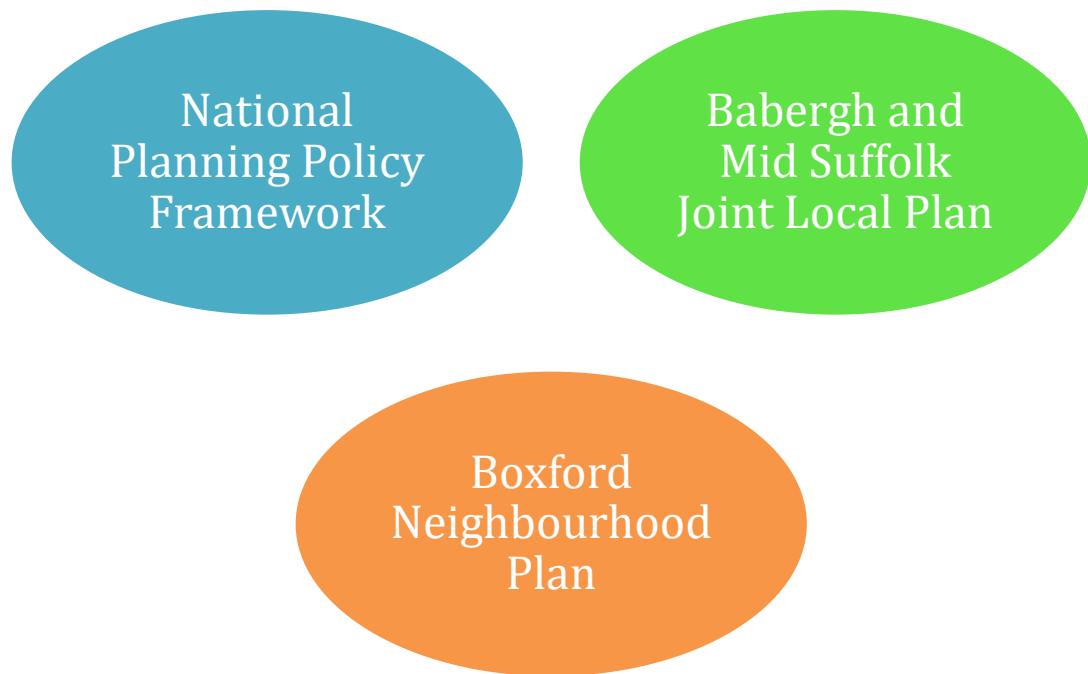 National
Planning Policy
Framework
Babergh and
Mid Suffolk
Joint Local Plan
Boxford
Neighbourhood
Plan